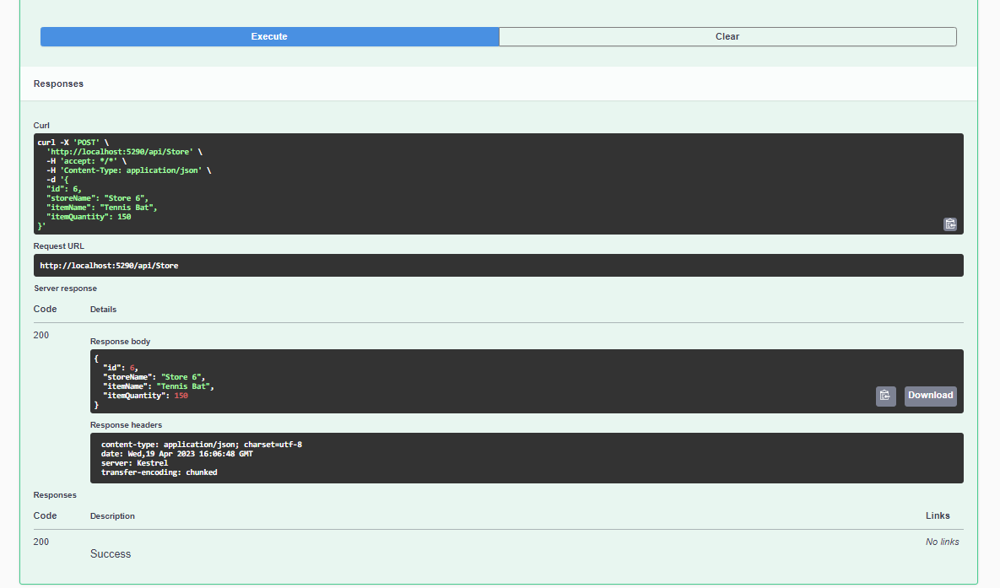 Execute
Clear
Responses
Curl
curl -X 'POST' \
'http://localhost:5290/api/Store' \
-H 'accept: */*' \
-H 'Content-Type: application/json' \
-d '{
"id": 6,
"storeName": "Store 6",
"itemName": "Tennis Bat",
"itemQuantity": 150
}'
Request URL
http://localhost:5290/api/Store
Server response
Code Details
200
Response body
{
"id": 6,
"storeName": "Store 6",
"itemName": "Tennis Bat",
"itemQuantity": 150
}
Download
Response headers
content-type: application/json; charset=utf-8
date: Wed,19 Apr 2023 16:06:48 GMT
server: Kestrel
transfer-encoding: chunked
Responses
Code Description Links
200 No links
Success